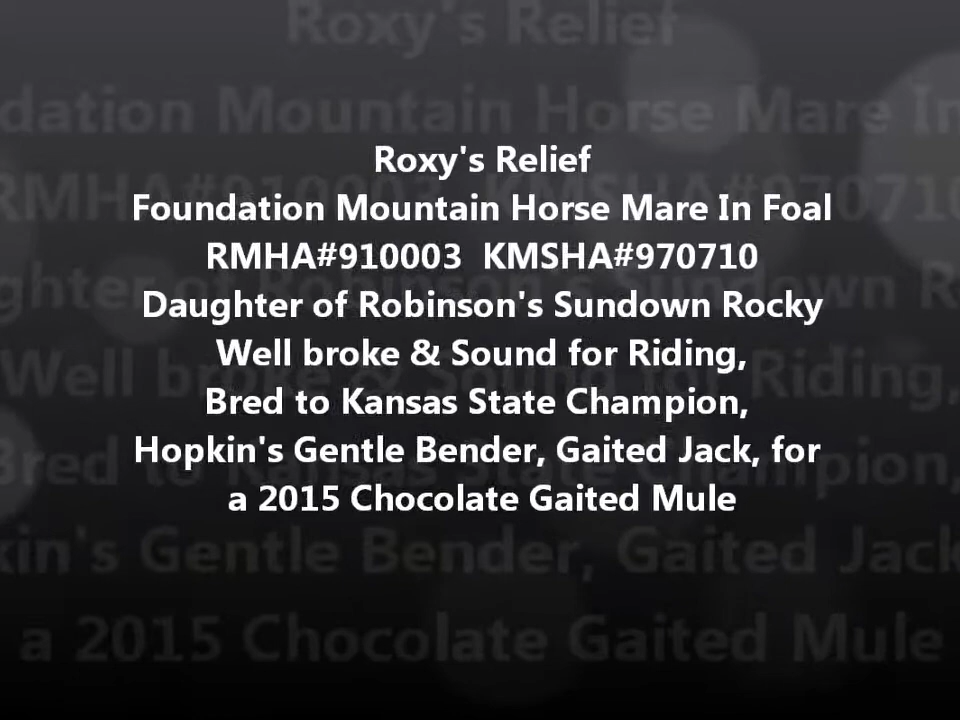 Roxy's Relief
Foundation Mountain Horse Mare In Foal
RMHA#910003  KMSHA#970710
Daughter of Robinson's Sundown Rocky
Well broke & Sound for Riding,
Bred to Kansas State Champion,
Hopkin's Gentle Bender, Gaited Jack, for
a 2015 Chocolate Gaited Mule